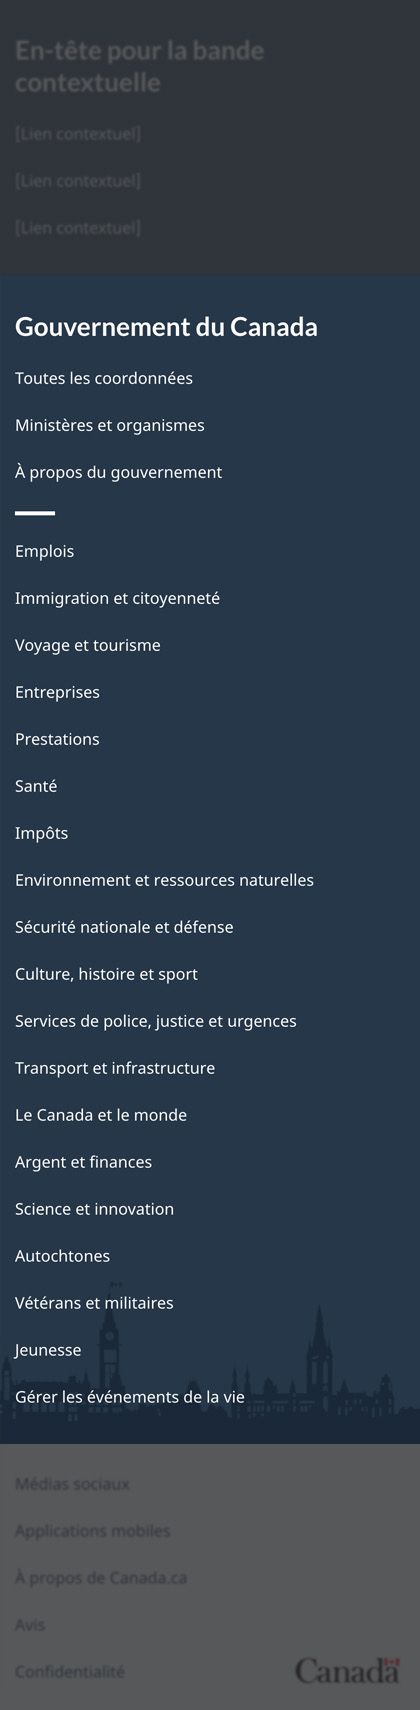 En-tête pour la bande
contextuelle
[Lien contextuel]
[Lien contextuel]
[Lien contextuel]
Gouvernement du Canada
Toutes les coordonnées
Ministères et organismes
À propos du gouvernement
Emplois
Immigration et citoyenneté
Voyage et tourisme
Entreprises
Prestations
Santé
Impôts
Environnement et ressources naturelles
Sécurité nationale et défense
Culture, histoire et sport
Services de police, justice et urgences
Transport et infrastructure
Le Canada et le monde
Argent et finances
Science et innovation
Autochtones
Vétérans et militaires
Jeunesse
Gérer les événements de la vie
Médias sociaux
Applications mobiles
À propos de Canada.ca
Avis
Confidentialité
Canada